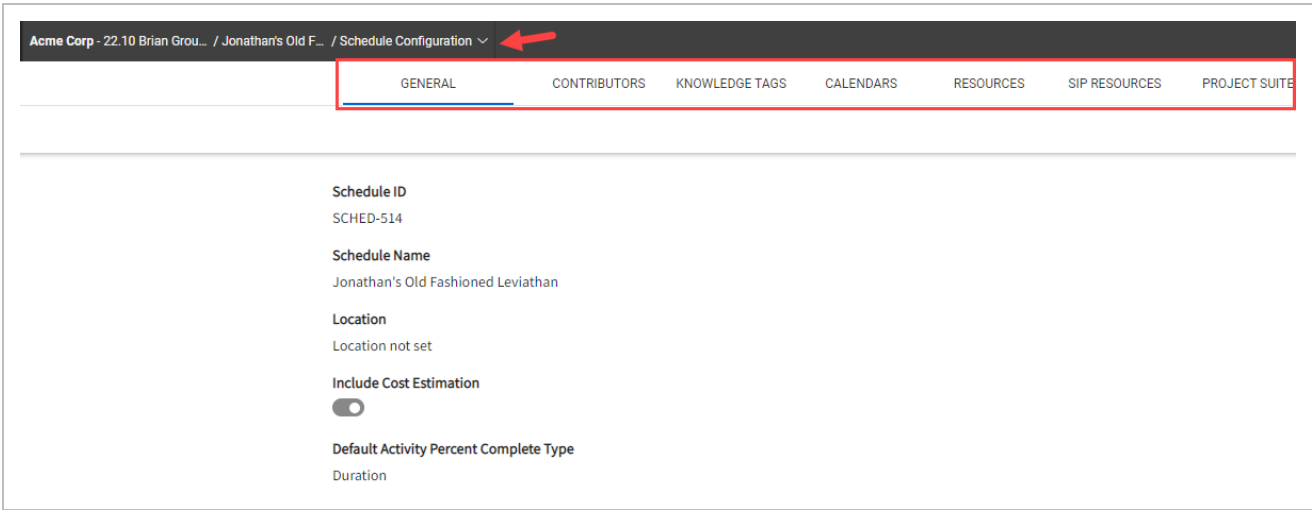 Acme Corp - 22.10 Brian Grou... / Jonathan's Old F... / Schedule Configuration
GENERAL CONTRIBUTORS KNOWLEDGE TAGS CALENDARS RESOURCES SIP RESOURCES PROJECT SUITE
Schedule ID
SCHED-514
Schedule Name
Jonathan's Old Fashioned Leviathan
Location
Location not set
Include Cost Estimation
Default Activity Percent Complete Type
Duration